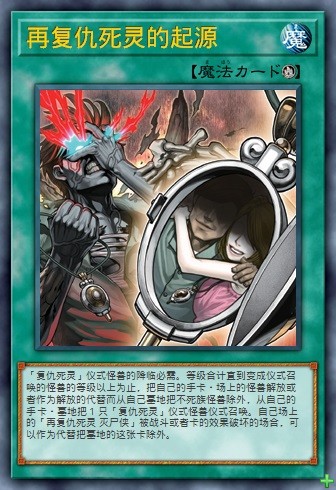 再复仇死灵的起源
魔
【魔法カード】
「复仇死灵」仪式怪兽的降临必需。等级合计直到变成仪式召
唤的怪兽的等级以上为止，把自己的手卡·场上的怪兽解放或
者作为解放的代替而从自己墓地把不死族怪兽除外，从自己的
手卡·墓地把1只「复仇死灵」仪式怪兽仪式召唤。自己场上
的「再复仇死灵 灭尸侠」被战斗或者卡的效果破坏的场合，可
以作为代替把墓地的这张卡除外。